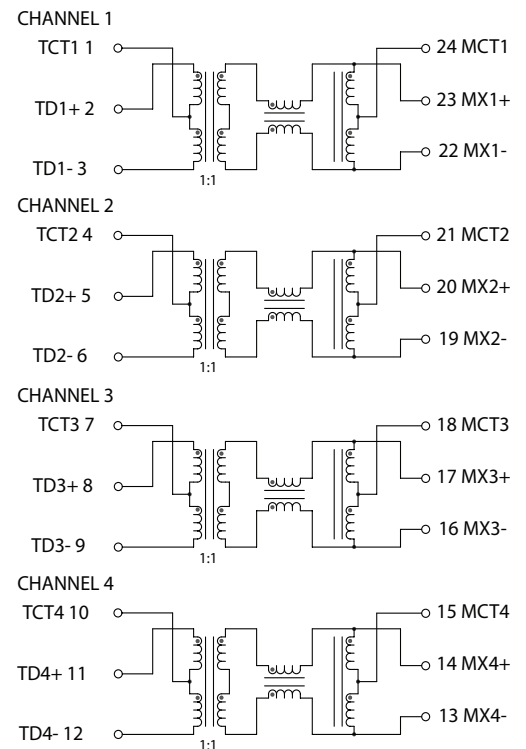 CHANNEL 1
TCT1 1
24 MCT1
TD1+ 2
23 MX1+
TD1- 3
22 MX1-
1:1
CHANNEL 2
TCT2 4
21 MCT2
TD2+ 5
20 MX2+
TD2- 6
19 MX2-
1:1
CHANNEL 3
TCT3 7
18 MCT3
TD3+ 8
17 MX3+
TD3- 9
16 MX3-
1:1
CHANNEL 4
TCT4 10
15 MCT4
TD4+ 11
14 MX4+
TD4- 12
13 MX4-
1:1